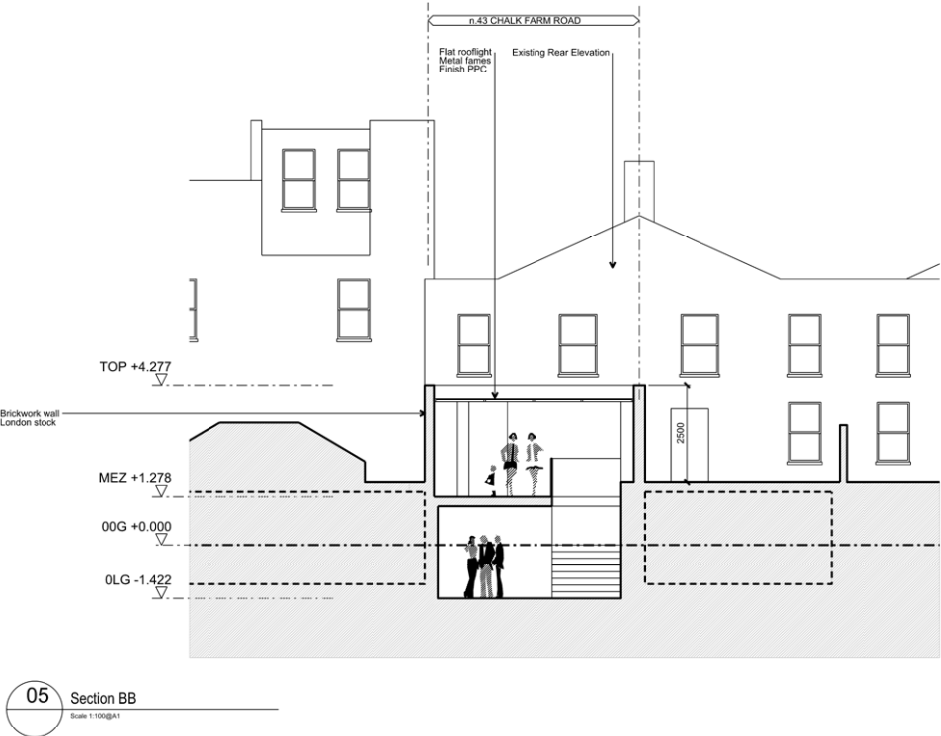 n.43 CHALK FARM ROAD
Flat rooflight
Metal fames
Finish PPC
Existing Rear Elevation
TOP +4.277
Brickwork wall
London stock
2500
MEZ +1.278
00G +0.000
0LG -1.422
05
Section BB
Scale 1:100@A1